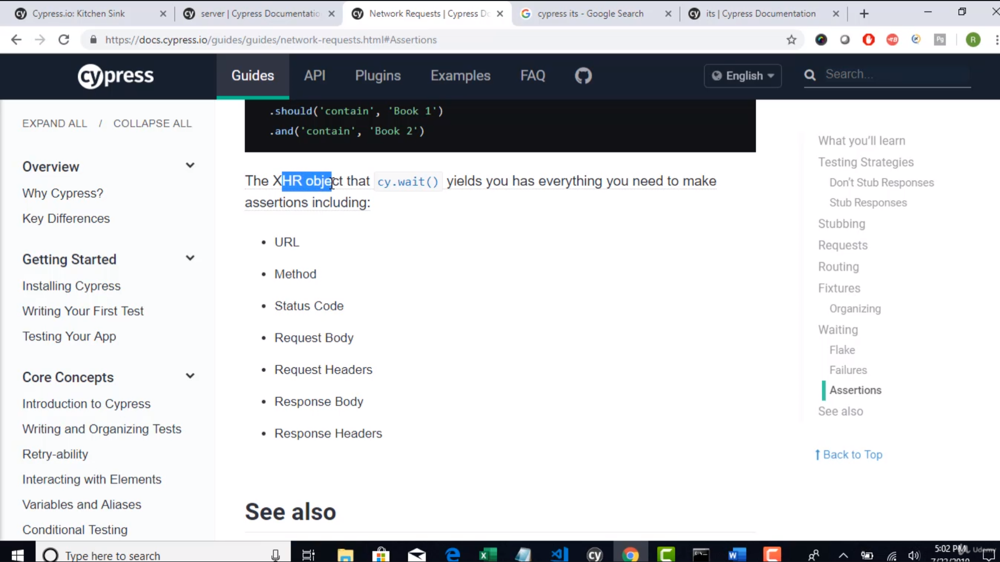 Cypress.io: Kitchen Sink
server | Cypress Documentatio
Network Requests | Cypress Do
cypress its - Google Search
its | Cypress Documentation
https://docs.cypress.io/guides/guides/network-requests.html#Assertions
Pg
R
cypress
Guides
API
Plugins
Examples
FAQ
English
Search...
EXPAND ALL / COLLAPSE ALL
Overview
Why Cypress?
Key Differences
Getting Started
Installing Cypress
Writing Your First Test
Testing Your App
Core Concepts
Introduction to Cypress
Writing and Organizing Tests
Retry-ability
Interacting with Elements
Variables and Aliases
Conditional Testing
.should('contain', 'Book 1')
.and('contain', 'Book 2')
The XHR object that cy.wait() yields you has everything you need to make
assertions including:
• URL
• Method
• Status Code
• Request Body
• Request Headers
• Response Body
• Response Headers
See also
What you'll learn
Testing Strategies
Don't Stub Responses
Stub Responses
Stubbing
Requests
Routing
Fixtures
Organizing
Waiting
Flake
Failures
Assertions
See also
Back to Top
Type here to search
5:02 PM
Udemy